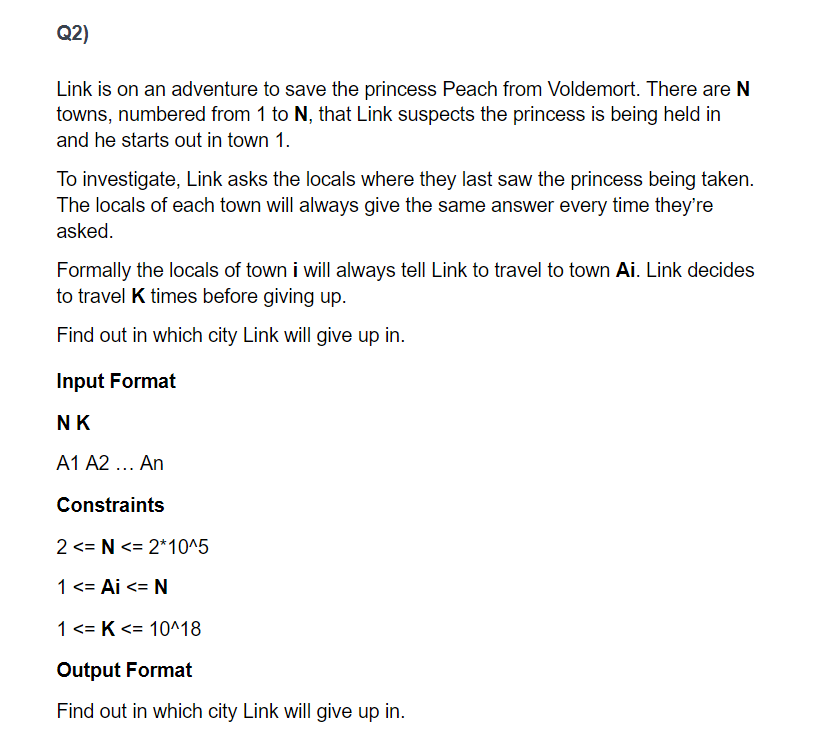 Q2)
Link is on an adventure to save the princess Peach from Voldemort. There are N
towns, numbered from 1 to N, that Link suspects the princess is being held in
and he starts out in town 1.
To investigate, Link asks the locals where they last saw the princess being taken.
The locals of each town will always give the same answer every time they’re
asked.
Formally the locals of town i will always tell Link to travel to town Ai. Link decides
to travel K times before giving up.
Find out in which city Link will give up in.
Input Format
N K
A1 A2 … An
Constraints
2 <= N <= 2*10^5
1 <= Ai <= N
1 <= K <= 10^18
Output Format
Find out in which city Link will give up in.